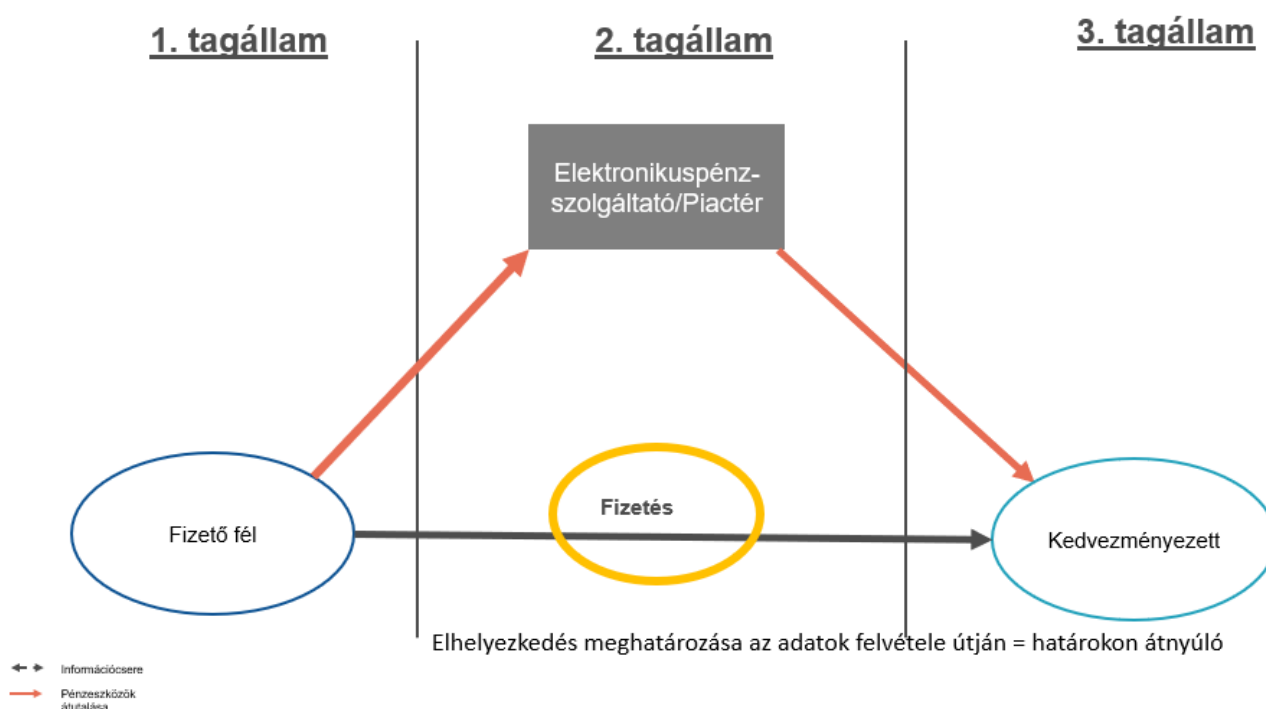 1. tagállam
2. tagállam
3. tagállam
Elektronikuspénz-
szolgáltató/Piactér
Fizetés
Fizető fél
Kedvezményezett
Elhelyezkedés meghatározása az adatok felvétele útján = határokon átnyúló
Információcsere
Pénzeszközök
átutalása